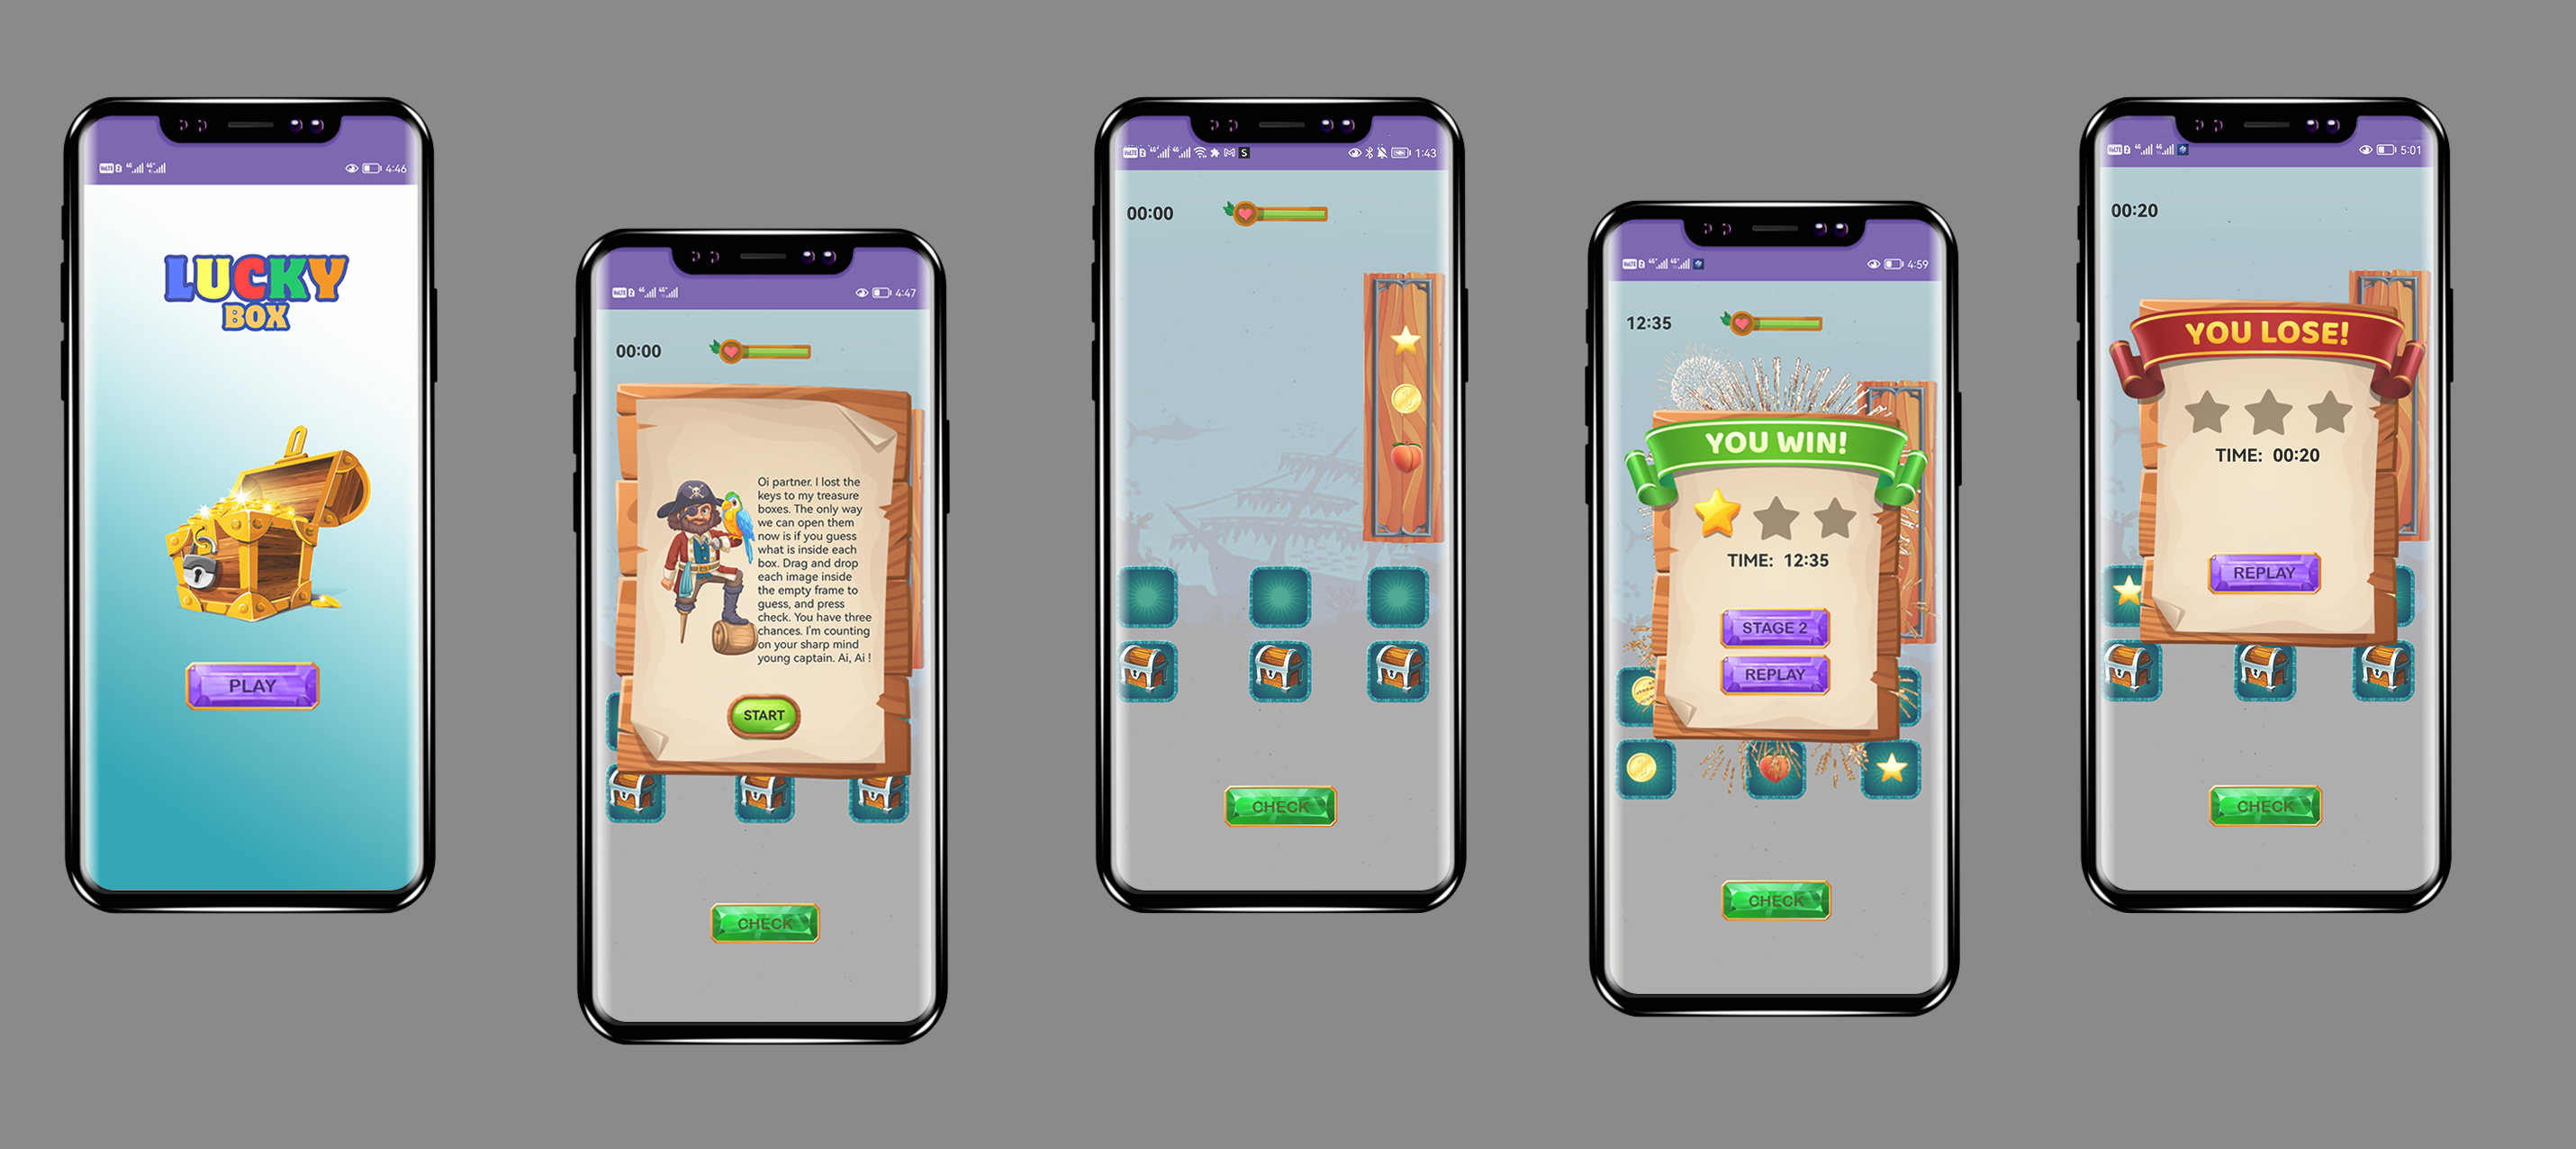 4:46
LUCKY
BOX
PLAY
4:47
00:00
Oi partner. I lost the
keys to my treasure
boxes. The only way
we can open them
now is if you guess
what is inside each
box. Drag and drop
each image inside
the empty frame to
guess, and press
check. You have three
chances. I'm counting
on your sharp mind
young captain. Ai, Ai !
START
CHECK
1:43
00:00
CHECK
4:59
12:35
YOU WIN!
TIME: 12:35
STAGE 2
REPLAY
CHECK
5:01
00:20
YOU LOSE!
TIME: 00:20
REPLAY
CHECK